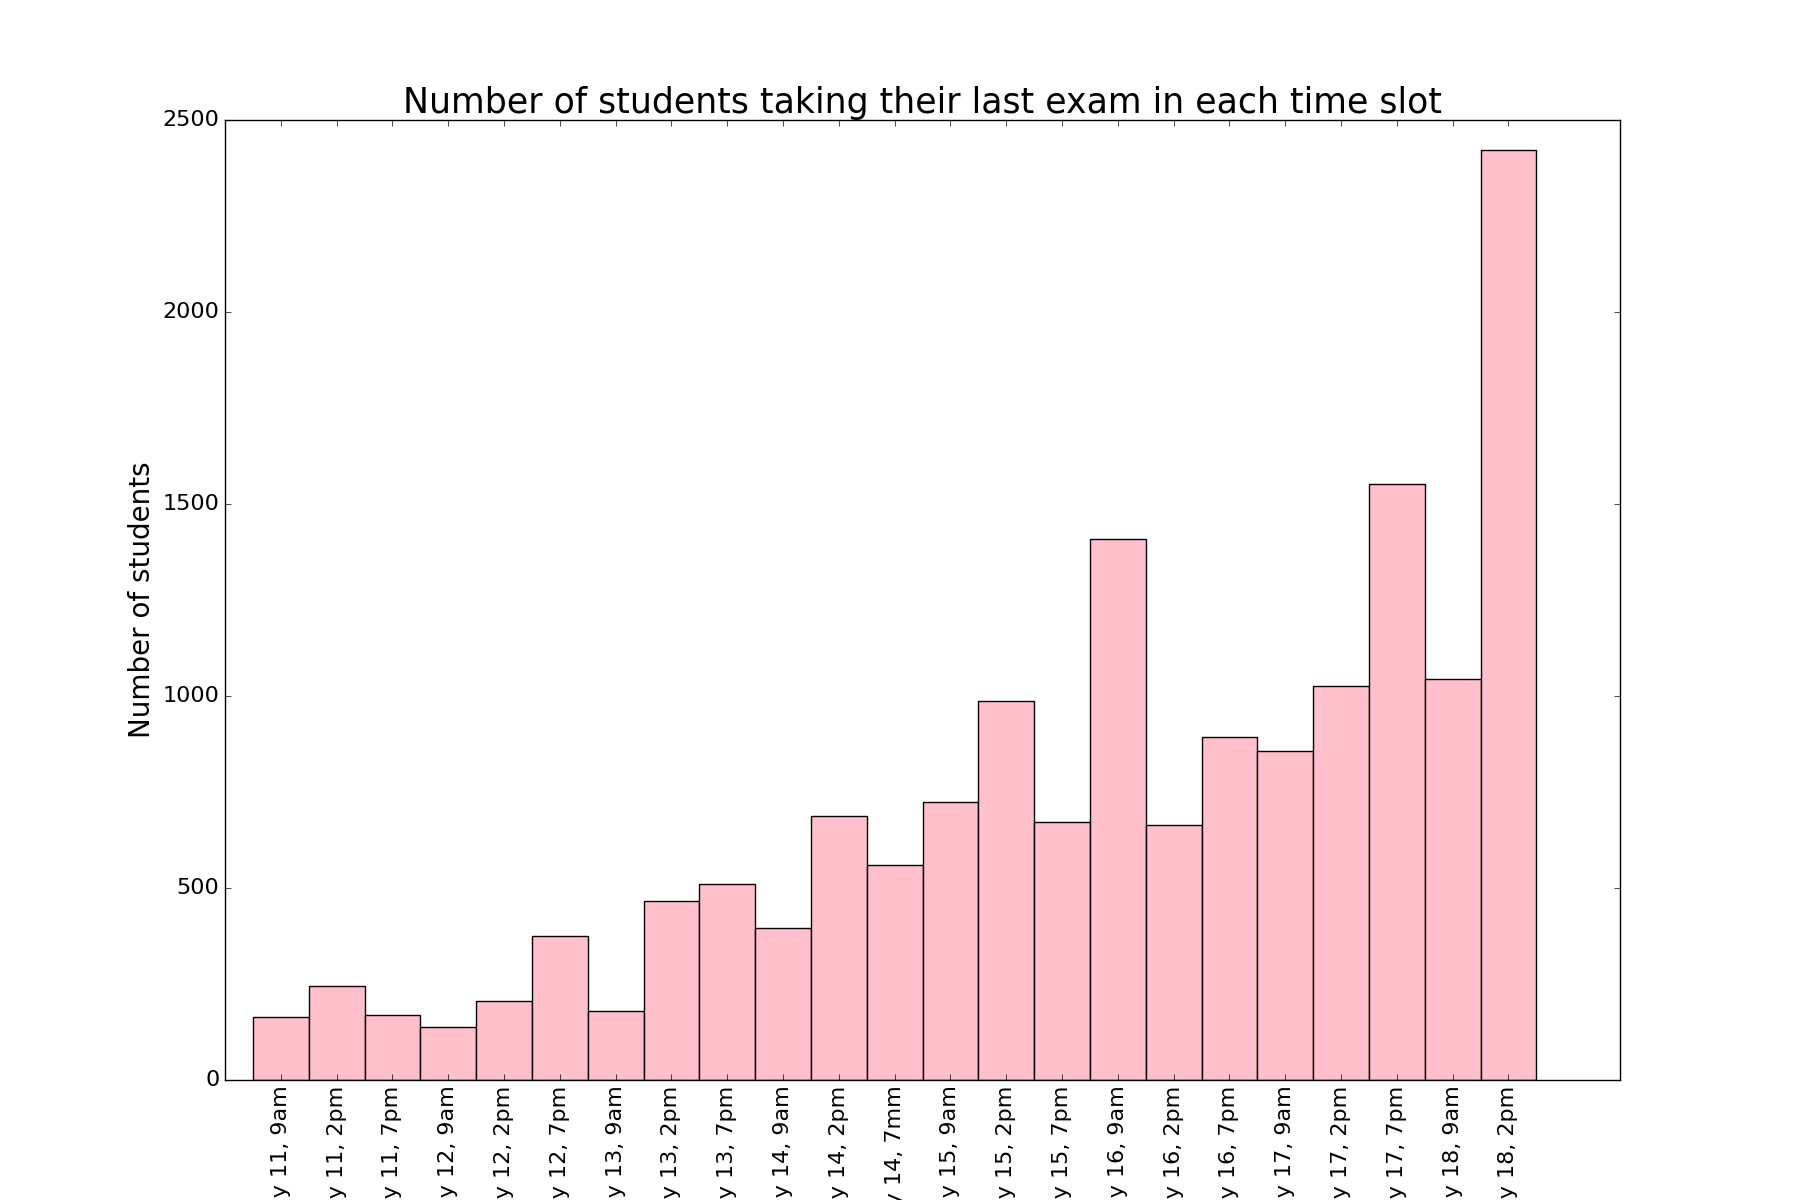 Number of students taking their last exam in each time slot
Number of students
2500
2000
1500
1000
500
0
y 11, 9am
y 11, 2pm
y 11, 7pm
y 12, 9am
y 12, 2pm
y 12, 7pm
y 13, 9am
y 13, 2pm
y 13, 7pm
y 14, 9am
y 14, 2pm
y 14, 7mm
y 15, 9am
y 15, 2pm
y 15, 7pm
y 16, 9am
y 16, 2pm
y 16, 7pm
y 17, 9am
y 17, 2pm
y 17, 7pm
y 18, 9am
y 18, 2pm